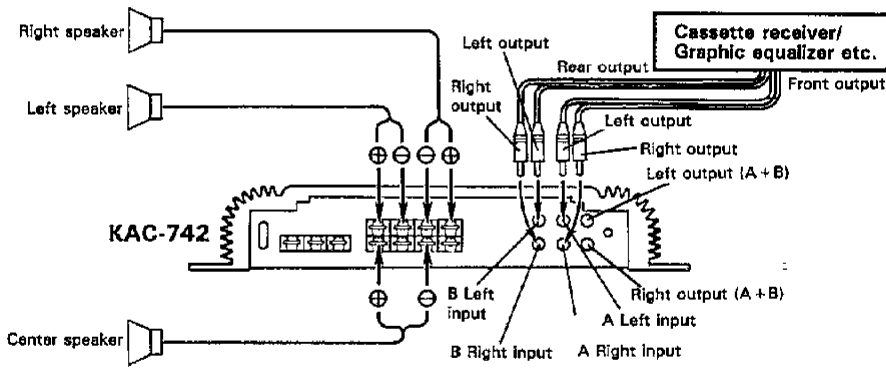 Right speaker
Left output
Cassette receiver/
Graphic equalizer etc.
Rear output
Front output
Left speaker
Right
output
Left output
Right output
⊕ ⊖ ⊖ ⊕
Left output (A+B)
KAC-742
B Left
input
Right output (A+B)
⊕ ⊖
A Left input
Center speaker
B Right input
A Right input